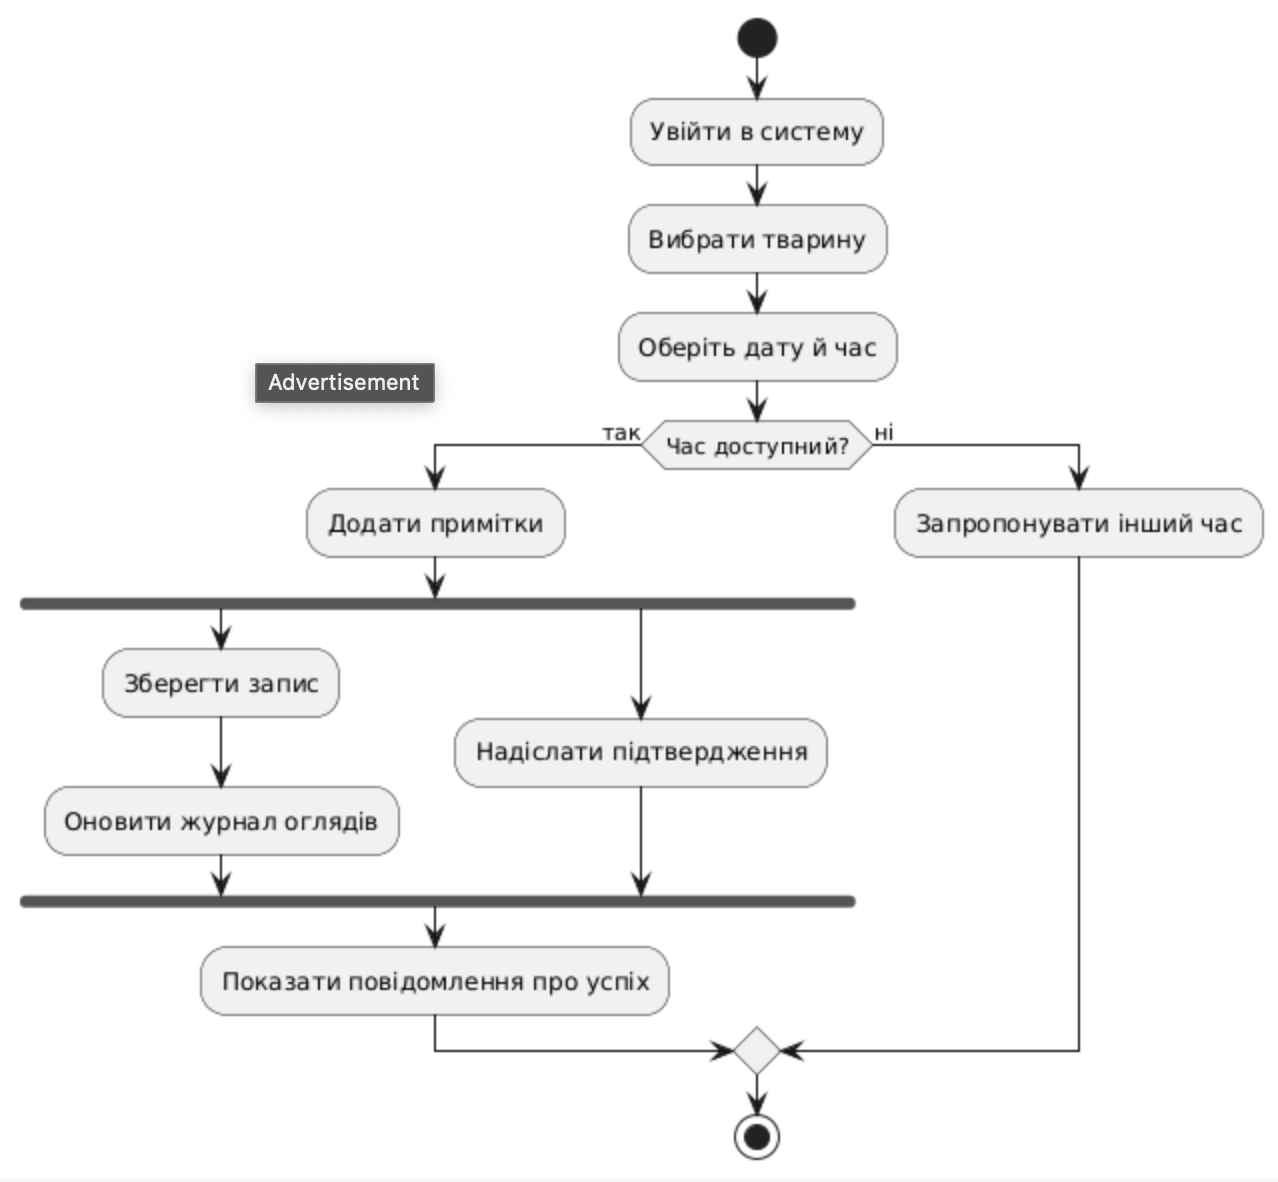 Увійти в систему
Вибрати тварину
Оберіть дату й час
Advertisement
так
Час доступний?
ні
Додати примітки
Запропонувати інший час
Зберегти запис
Надіслати підтвердження
Оновити журнал оглядів
Показати повідомлення про успіх